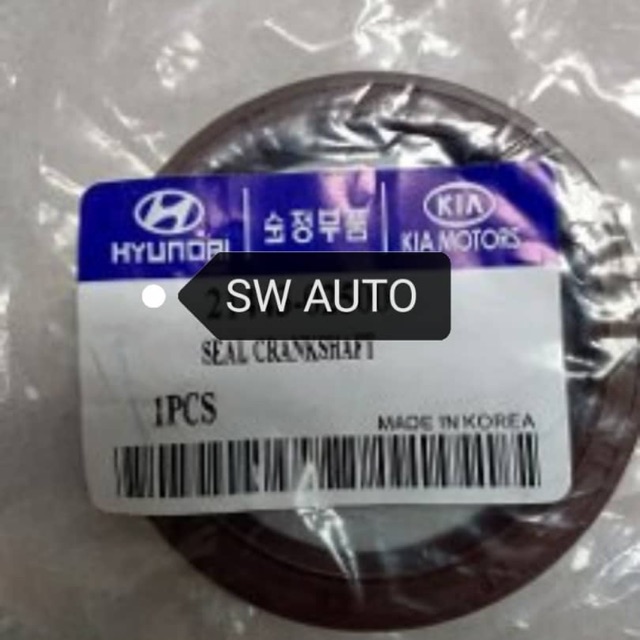 HYUNDAI
순정부품
KIA
KIA MOTORS
SW AUTO
SEAL CRANKSHAFT
1PCS
MADE IN KOREA